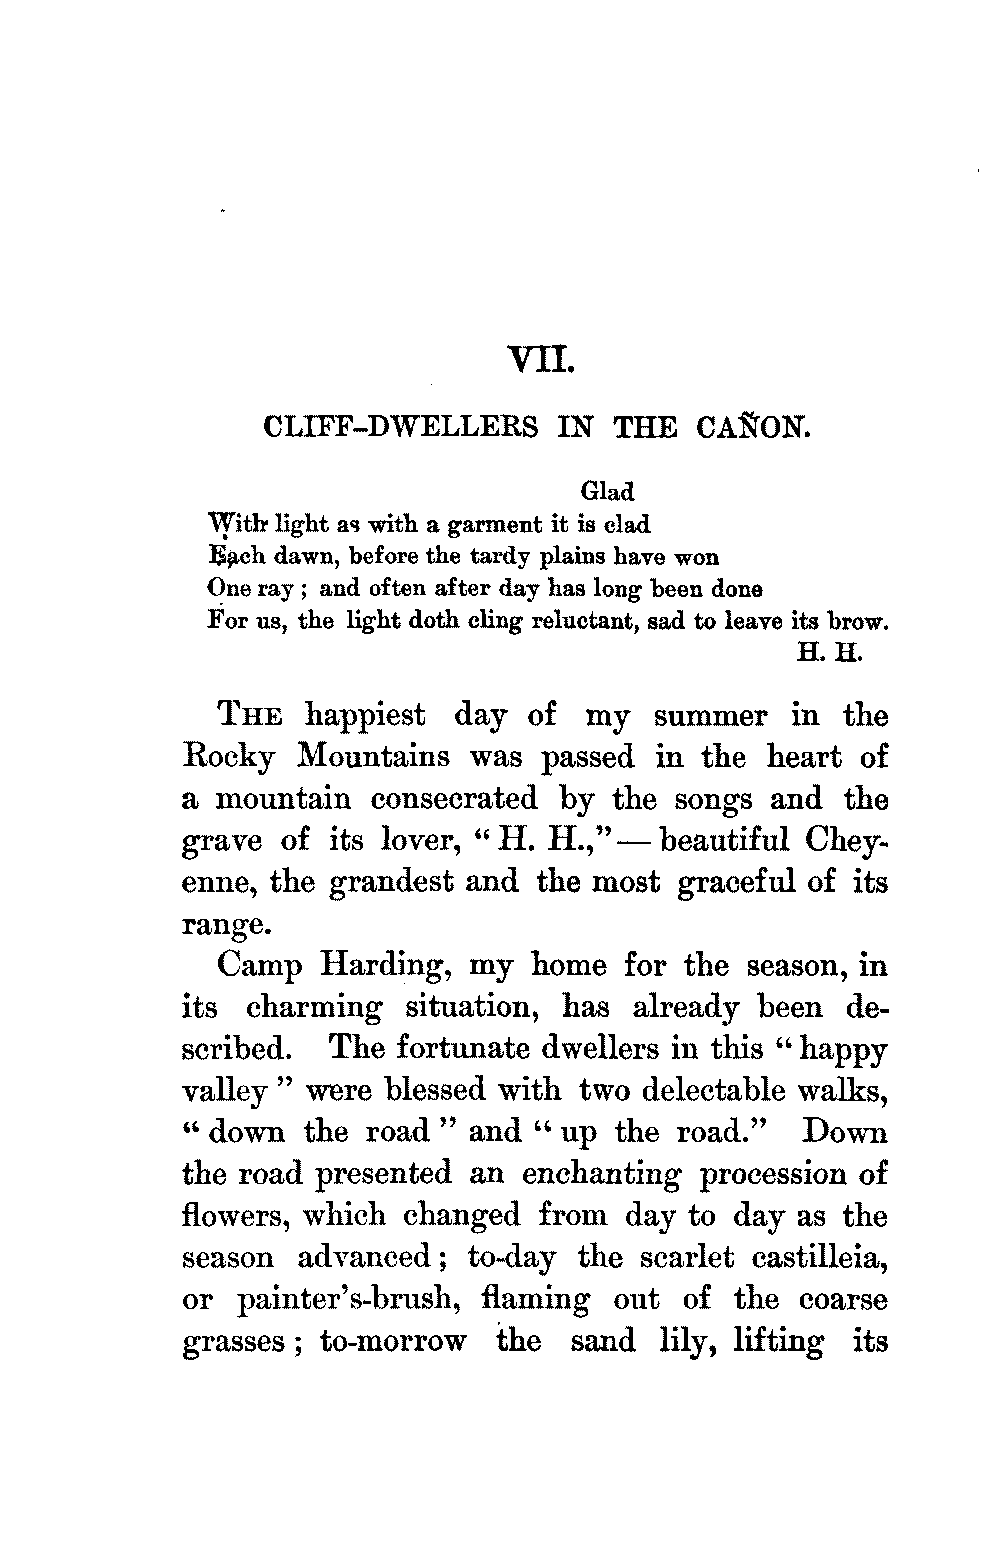 VII.
CLIFF-DWELLERS IN THE CAÑON.
Glad
With light as with a garment it is clad
Each dawn, before the tardy plains have won
One ray ; and often after day has long been done
For us, the light doth cling reluctant, sad to leave its brow.
H. H.
THE happiest day of my summer in the
Rocky Mountains was passed in the heart of
a mountain consecrated by the songs and the
grave of its lover, “ H. H.,” — beautiful Chey-
enne, the grandest and the most graceful of its
range.
Camp Harding, my home for the season, in
its charming situation, has already been de-
scribed. The fortunate dwellers in this “ happy
valley ” were blessed with two delectable walks,
“ down the road ” and “ up the road.” Down
the road presented an enchanting procession of
flowers, which changed from day to day as the
season advanced ; to-day the scarlet castilleia,
or painter’s-brush, flaming out of the coarse
grasses ; to-morrow the sand lily, lifting its